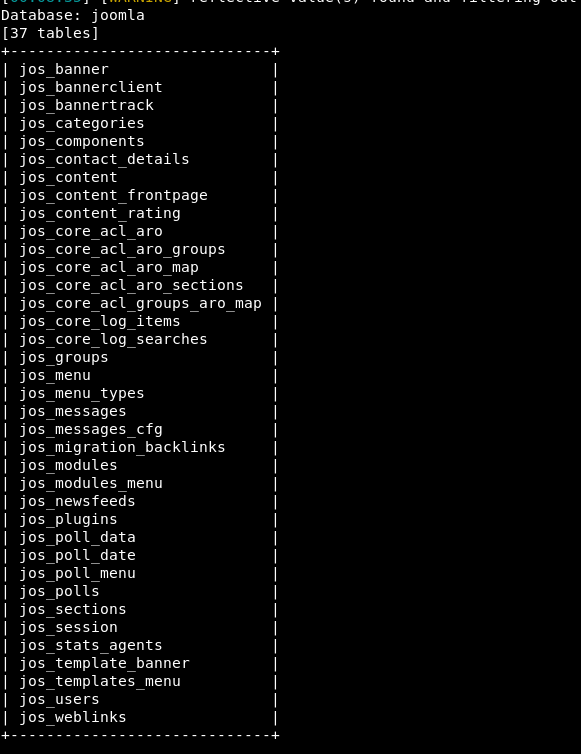 [WARNING] reflective value(s) found and filtering out
Database: joomla
[37 tables]
+-----------------------------+
| jos_banner                  |
| jos_bannerclient            |
| jos_bannertrack             |
| jos_categories              |
| jos_components              |
| jos_contact_details         |
| jos_content                 |
| jos_content_frontpage       |
| jos_content_rating          |
| jos_core_acl_aro            |
| jos_core_acl_aro_groups     |
| jos_core_acl_aro_map        |
| jos_core_acl_aro_sections   |
| jos_core_acl_groups_aro_map |
| jos_core_log_items          |
| jos_core_log_searches       |
| jos_groups                  |
| jos_menu                    |
| jos_menu_types              |
| jos_messages                |
| jos_messages_cfg            |
| jos_migration_backlinks     |
| jos_modules                 |
| jos_modules_menu            |
| jos_newsfeeds               |
| jos_plugins                 |
| jos_poll_data               |
| jos_poll_date               |
| jos_poll_menu               |
| jos_polls                   |
| jos_sections                |
| jos_session                 |
| jos_stats_agents            |
| jos_template_banner         |
| jos_templates_menu          |
| jos_users                   |
| jos_weblinks                |
+-----------------------------+